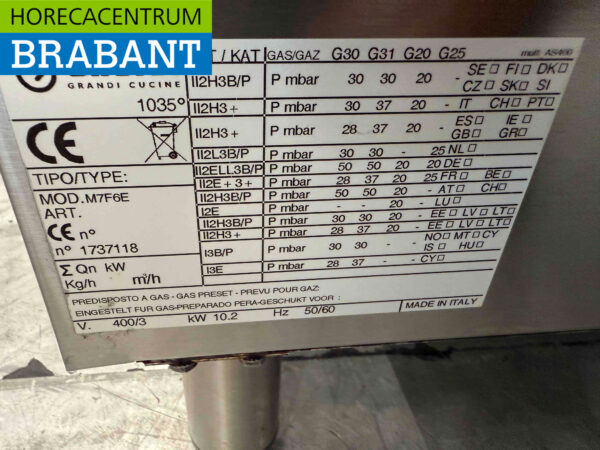 HORECACENTRUM
BRABANT
T / KAT GAS/GAZ G30 G31 G20 G25 mult AS400
GRANDI CUCINE
1035°
CE
TIPO/TYPE:
MOD. M7F6E
ART.
CE n°
n° 1737118
Σ Qn kW
Kg/h m³/h
II2H3B/P P mbar 30 30 20 - SE□ FI□ DK□
CZ□ SK□ SI
II2H3+ P mbar 30 37 20 - IT CH□ PT□
II2H3+ P mbar 28 37 20 - ES□ IE□
GB□ GR□
II2L3B/P P mbar 30 30 - 25 NL□
II2ELL3B/P P mbar 50 50 20 20 DE□
II2E+3+ P mbar 28 37 20 25 FR□ BE□
II2H3B/P P mbar 50 50 20 - AT□ CH□
I2E P mbar - - 20 - LU□
II2H3B/P P mbar 30 30 20 - EE□ LV□ LT□
II2H3+ P mbar 28 37 20 - EE□ LV□ LT□
I3B/P P mbar 30 30 - - NO□ MT□ CY
IS□ HU□
I3E P mbar 28 37 - - CY□
PREDISPOSTO A GAS - GAS PRESET - PREVU POUR GAZ:
EINGESTELT FUR GAS-PREPARADO PERA-GESCHUKT VOOR :
V. 400/3 kW 10.2 Hz 50/60 MADE IN ITALY